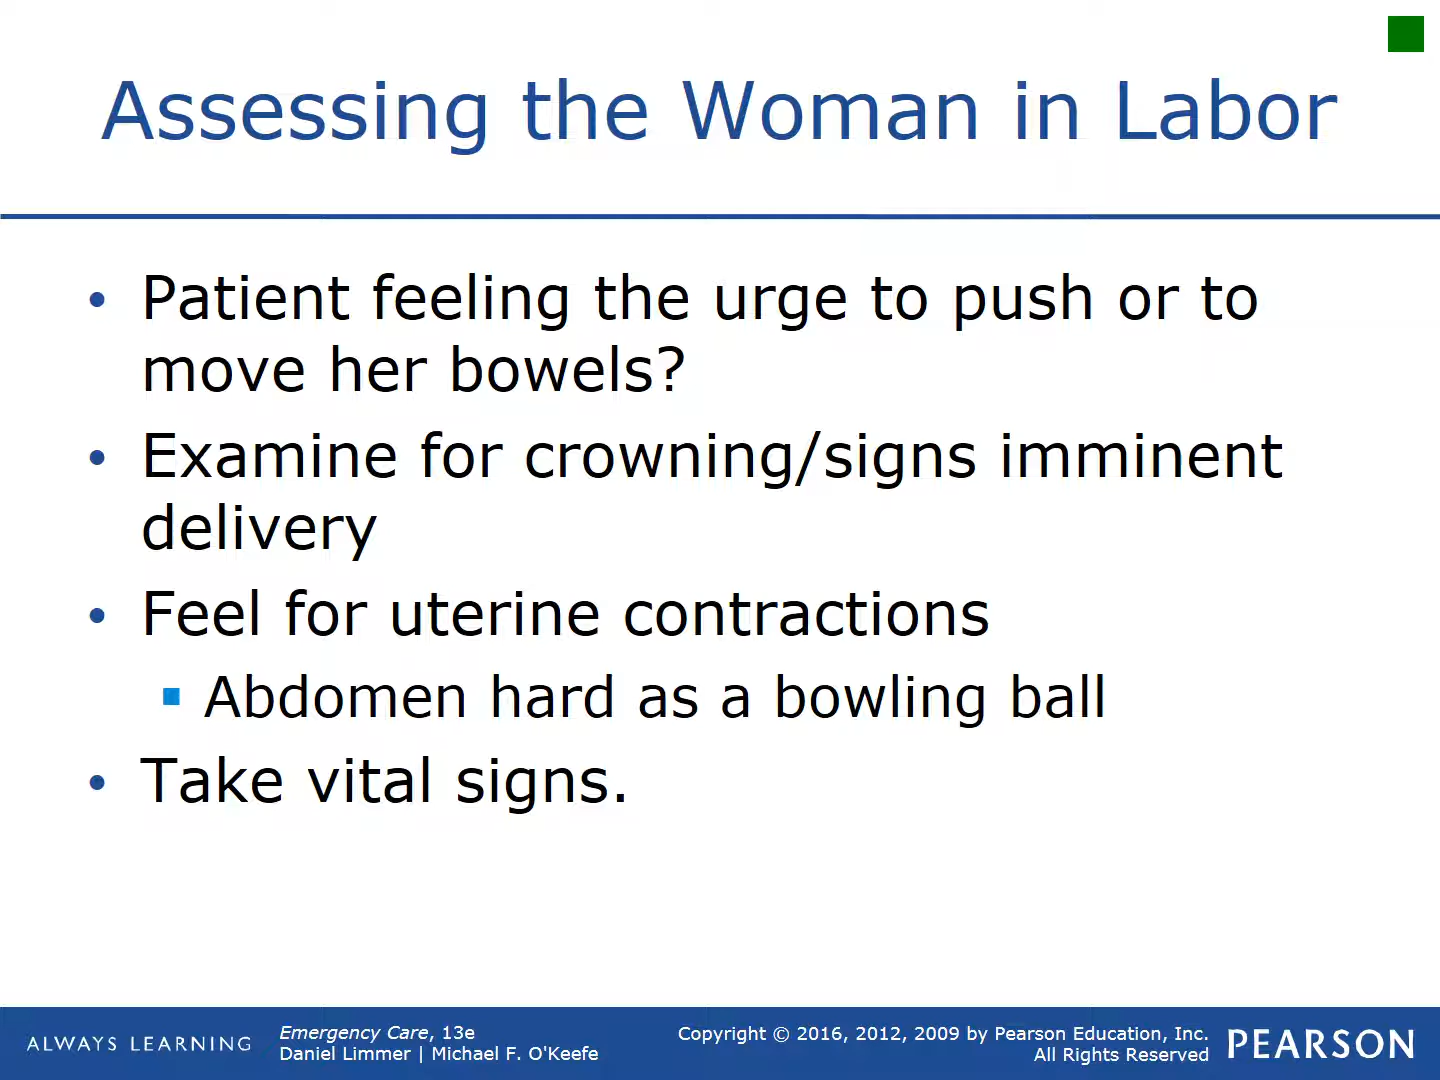 Assessing the Woman in Labor
• Patient feeling the urge to push or to
move her bowels?
• Examine for crowning/signs imminent
delivery
• Feel for uterine contractions
▪ Abdomen hard as a bowling ball
• Take vital signs.
ALWAYS LEARNING
Emergency Care, 13e
Daniel Limmer | Michael F. O'Keefe
Copyright © 2016, 2012, 2009 by Pearson Education, Inc.
All Rights Reserved
PEARSON